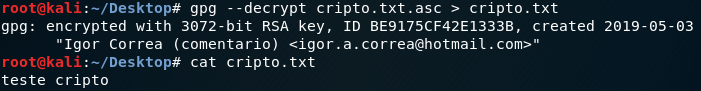 root@kali:~/Desktop# gpg --decrypt cripto.txt.asc > cripto.txt
gpg: encrypted with 3072-bit RSA key, ID BE9175CF42E1333B, created 2019-05-03
"Igor Correa (comentario) <igor.a.correa@hotmail.com>"
root@kali:~/Desktop# cat cripto.txt
teste cripto